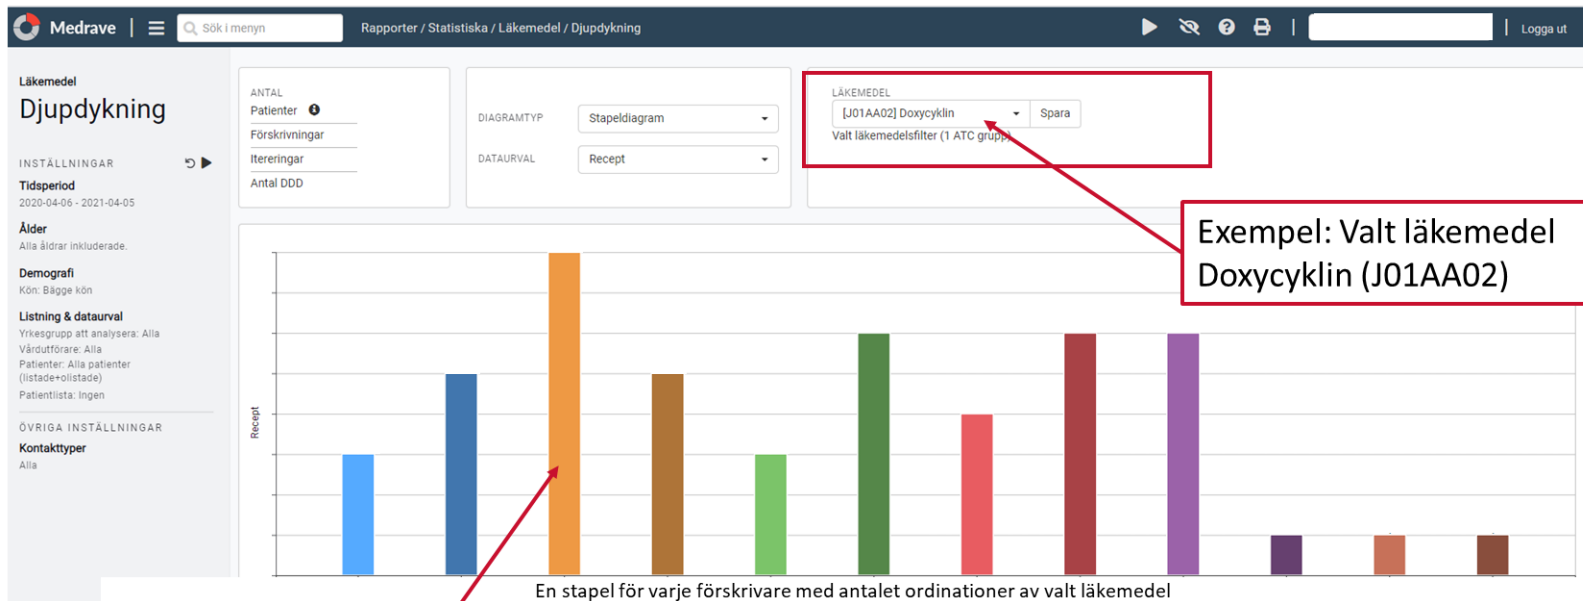 Medrave
Sök i menyn
Rapporter / Statistiska / Läkemedel / Djupdykning
Logga ut
Läkemedel
Djupdykning
INSTÄLLNINGAR
Tidsperiod
2020-04-06 - 2021-04-05
Ålder
Alla åldrar inkluderade.
Demografi
Kön: Bägge kön
Listning & dataurval
Yrkesgrupp att analysera: Alla
Vårdutförare: Alla
Patienter: Alla patienter
(listade+olistade)
Patientlista: Ingen
ÖVRIGA INSTÄLLNINGAR
Kontakttyper
Alla
ANTAL
Patienter
Förskrivningar
Itereringar
Antal DDD
DIAGRAMTYP
Stapeldiagram
DATAURVAL
Recept
LÄKEMEDEL
[J01AA02] Doxycyklin
Spara
Valt läkemedelsfilter (1 ATC grupp)
Exempel: Valt läkemedel
Doxycyklin (J01AA02)
Recept
En stapel för varje förskrivare med antalet ordinationer av valt läkemedel